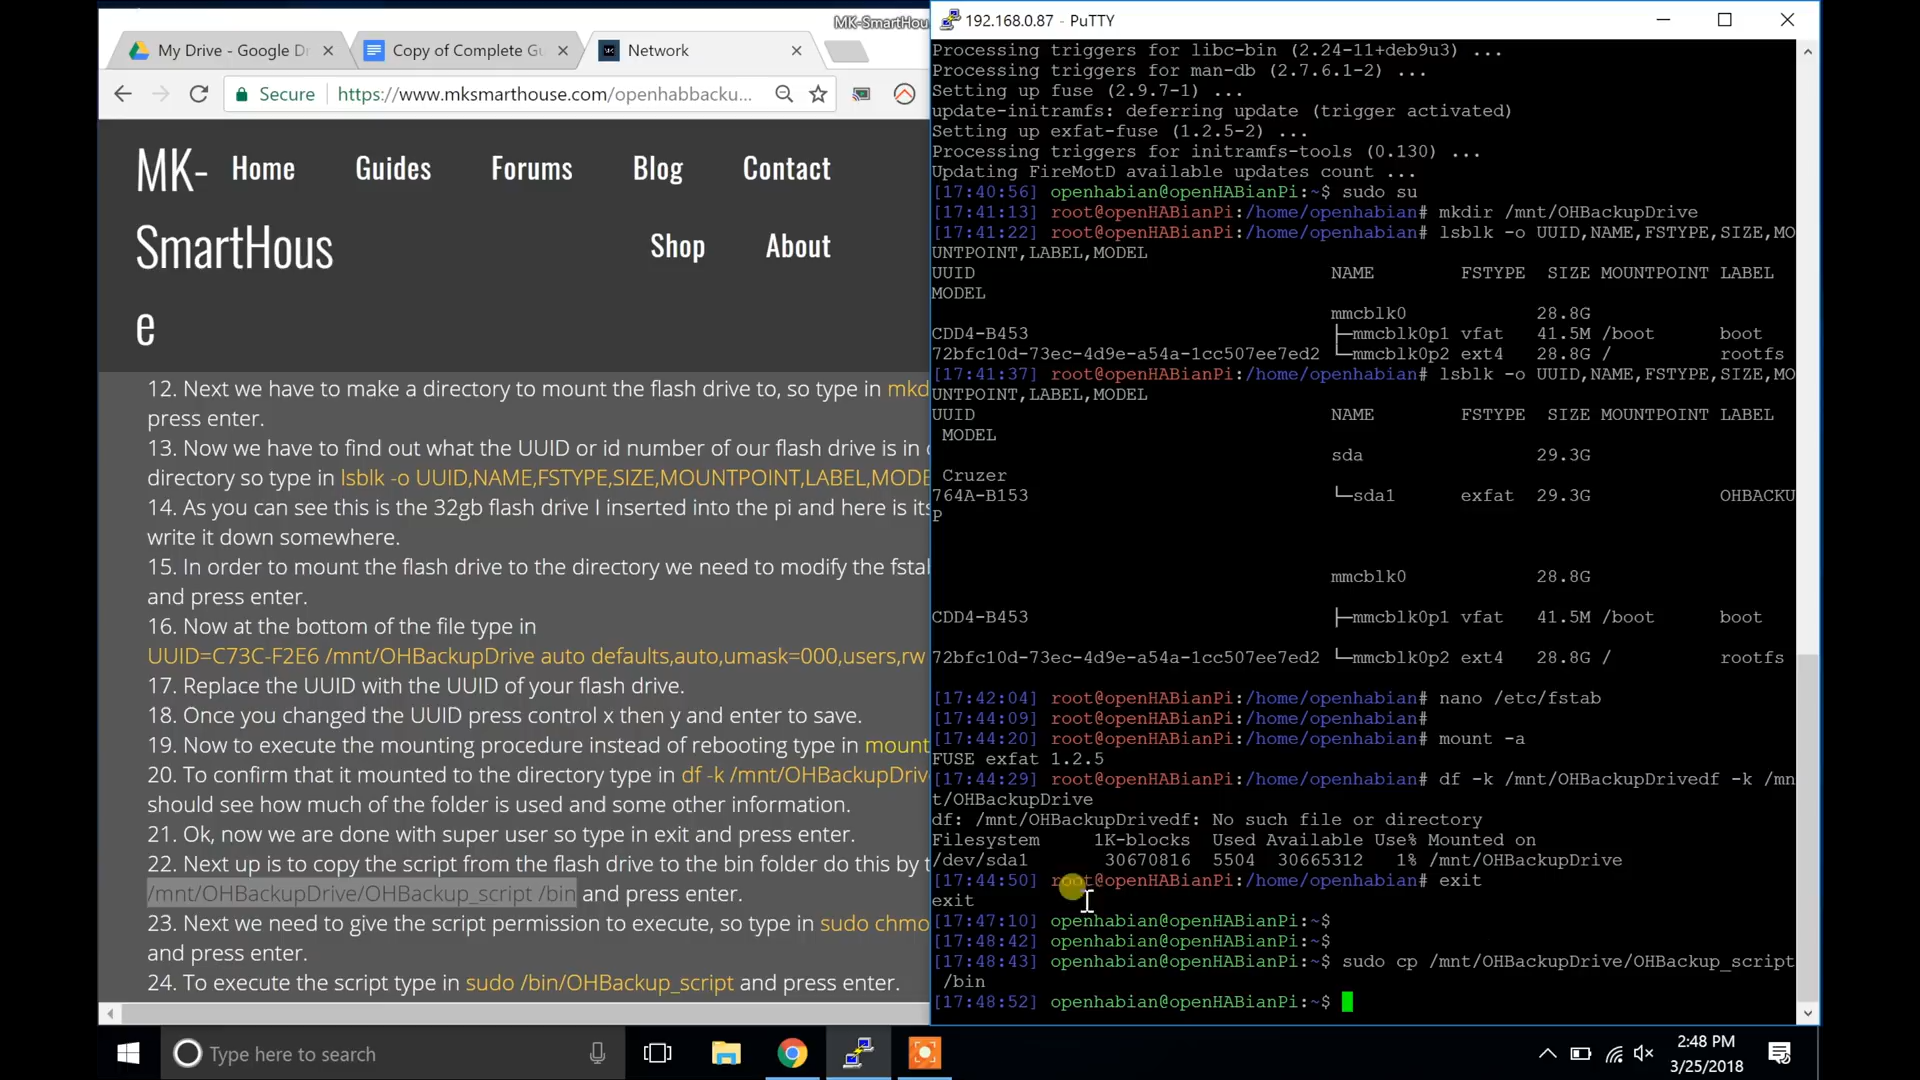 MK-SmartHous
My Drive - Google Dr
Copy of Complete Gu
Network
Secure
https://www.mksmarthouse.com/openhabbacku...
MK-
SmartHous
e
Home
Guides
Forums
Blog
Contact
Shop
About
12. Next we have to make a directory to mount the flash drive to, so type in mkd
press enter.
13. Now we have to find out what the UUID or id number of our flash drive is in
directory so type in lsblk -o UUID,NAME,FSTYPE,SIZE,MOUNTPOINT,LABEL,MODE
14. As you can see this is the 32gb flash drive I inserted into the pi and here is its
write it down somewhere.
15. In order to mount the flash drive to the directory we need to modify the fstab
and press enter.
16. Now at the bottom of the file type in
UUID=C73C-F2E6 /mnt/OHBackupDrive auto defaults,auto,umask=000,users,rw
17. Replace the UUID with the UUID of your flash drive.
18. Once you changed the UUID press control x then y and enter to save.
19. Now to execute the mounting procedure instead of rebooting type in mount
20. To confirm that it mounted to the directory type in df -k /mnt/OHBackupDriv
should see how much of the folder is used and some other information.
21. Ok, now we are done with super user so type in exit and press enter.
22. Next up is to copy the script from the flash drive to the bin folder do this by t
/mnt/OHBackupDrive/OHBackup_script /bin and press enter.
23. Next we need to give the script permission to execute, so type in sudo chmo
and press enter.
24. To execute the script type in sudo /bin/OHBackup_script and press enter.
192.168.0.87 - PuTTY
Processing triggers for libc-bin (2.24-11+deb9u3) ...
Processing triggers for man-db (2.7.6.1-2) ...
Setting up fuse (2.9.7-1) ...
update-initramfs: deferring update (trigger activated)
Setting up exfat-fuse (1.2.5-2) ...
Processing triggers for initramfs-tools (0.130) ...
Updating FireMotD available updates count ...
[17:40:56] openhabian@openHABianPi:~$ sudo su
[17:41:13] root@openHABianPi:/home/openhabian# mkdir /mnt/OHBackupDrive
[17:41:22] root@openHABianPi:/home/openhabian# lsblk -o UUID,NAME,FSTYPE,SIZE,MO
UNTPOINT,LABEL,MODEL
UUID NAME FSTYPE SIZE MOUNTPOINT LABEL
MODEL
mmcblk0 28.8G
CDD4-B453 ├─mmcblk0p1 vfat 41.5M /boot boot
72bfc10d-73ec-4d9e-a54a-1cc507ee7ed2 └─mmcblk0p2 ext4 28.8G / rootfs
[17:41:37] root@openHABianPi:/home/openhabian# lsblk -o UUID,NAME,FSTYPE,SIZE,MO
UNTPOINT,LABEL,MODEL
UUID NAME FSTYPE SIZE MOUNTPOINT LABEL
MODEL
sda 29.3G
Cruzer
764A-B153 └─sda1 exfat 29.3G OHBACKU
P
mmcblk0 28.8G
CDD4-B453 ├─mmcblk0p1 vfat 41.5M /boot boot
72bfc10d-73ec-4d9e-a54a-1cc507ee7ed2 └─mmcblk0p2 ext4 28.8G / rootfs
[17:42:04] root@openHABianPi:/home/openhabian# nano /etc/fstab
[17:44:09] root@openHABianPi:/home/openhabian#
[17:44:20] root@openHABianPi:/home/openhabian# mount -a
FUSE exfat 1.2.5
[17:44:29] root@openHABianPi:/home/openhabian# df -k /mnt/OHBackupDrivedf -k /mn
t/OHBackupDrive
df: /mnt/OHBackupDrivedf: No such file or directory
Filesystem 1K-blocks Used Available Use% Mounted on
/dev/sda1 30670816 5504 30665312 1% /mnt/OHBackupDrive
[17:44:50] root@openHABianPi:/home/openhabian# exit
exit
[17:47:10] openhabian@openHABianPi:~$
[17:48:42] openhabian@openHABianPi:~$
[17:48:43] openhabian@openHABianPi:~$ sudo cp /mnt/OHBackupDrive/OHBackup_script
/bin
[17:48:52] openhabian@openHABianPi:~$
Type here to search
2:48 PM
3/25/2018